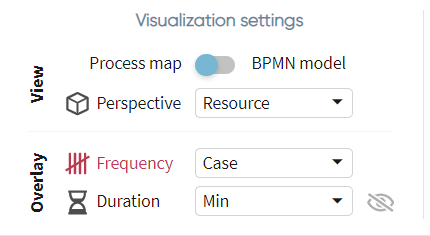 Visualization settings
View
Process map BPMN model
Perspective Resource
Overlay
Frequency Case
Duration Min